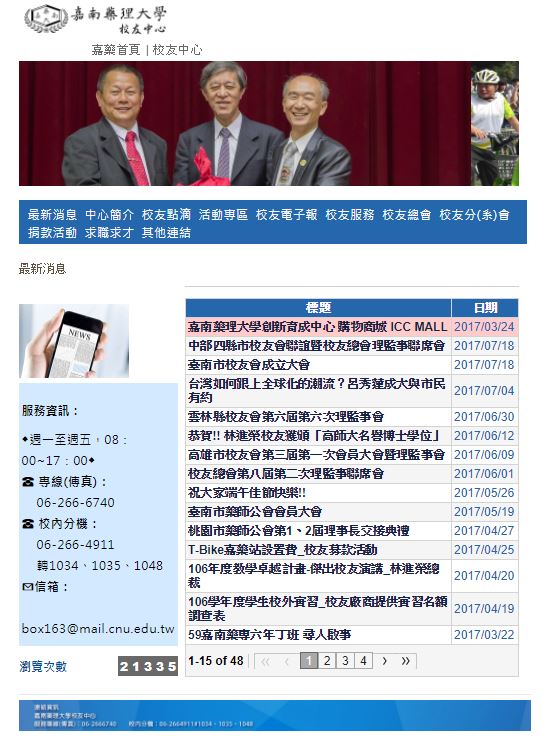 嘉南藥理大學
校友中心
嘉藥首頁 | 校友中心
最新消息 中心簡介 校友點滴 活動專區 校友電子報 校友服務 校友總會 校友分(系)會
捐款活動 求職求才 其他連結
最新消息
NEWS
服務資訊：
◆週一至週五，08：
00~17：00◆
☎ 專線(傳真)：
06-266-6740
☎ 校內分機：
06-266-4911
轉1034、1035、1048
✉信箱：
box163@mail.cnu.edu.tw
瀏覽次數 21335
標題 日期
嘉南藥理大學創新育成中心 購物商城 ICC MALL 2017/03/24
中部四縣市校友會聯誼暨校友總會理監事聯席會 2017/07/18
臺南市校友會成立大會 2017/07/18
台灣如何跟上全球化的潮流？呂秀蓮成大與市民
有約 2017/07/04
雲林縣校友會第六屆第六次理監事會 2017/06/30
恭賀!! 林進榮校友獲頒「高師大名譽博士學位」 2017/06/12
高雄市校友會第三屆第一次會員大會暨理監事會 2017/06/09
校友總會第八屆第二次理監事聯席會 2017/06/01
祝大家端午佳節快樂!! 2017/05/26
臺南市藥師公會會員大會 2017/05/19
桃園市藥師公會第1、2屆理事長交接典禮 2017/04/27
T-Bike嘉藥站設置費_校友募款活動 2017/04/25
106年度教學卓越計畫-傑出校友演講_林進榮總
裁 2017/04/20
106學年度學生校外實習_校友廠商提供實習名額
調查表 2017/04/19
59嘉南藥專六年丁班 尋人啟事 2017/03/22
1-15 of 48 « ‹ 1 2 3 4 › »
連絡資訊
嘉南藥理大學校友中心
服務專線(傳真)：06-2666740 校內分機：06-2664911#1034、1035、1048